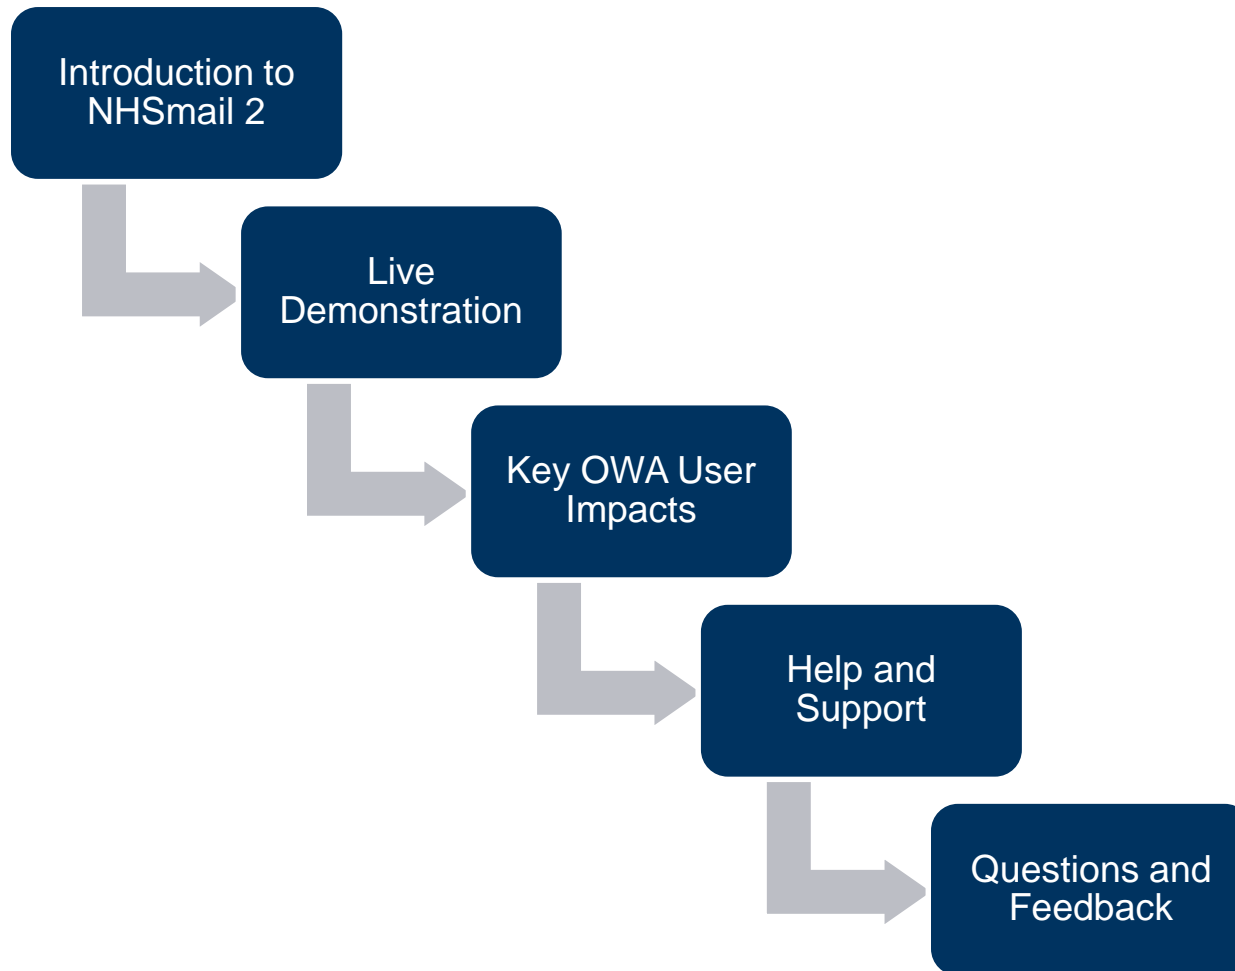 Introduction to
NHSmail 2
Live
Demonstration
Key OWA User
Impacts
Help and
Support
Questions and
Feedback